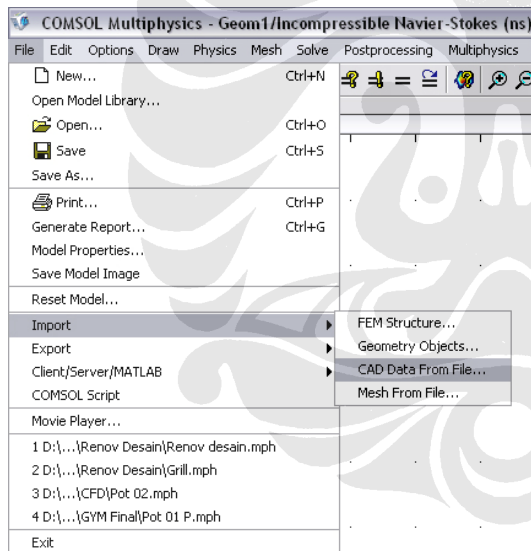 COMSOL Multiphysics - Geom1/Incompressible Navier-Stokes (ns)
File Edit Options Draw Physics Mesh Solve Postprocessing Multiphysics
New... Ctrl+N
Open Model Library...
Open... Ctrl+O
Save Ctrl+S
Save As...
Print... Ctrl+P
Generate Report... Ctrl+G
Model Properties...
Save Model Image
Reset Model...
Import
Export
Client/Server/MATLAB
COMSOL Script
Movie Player...
1 D:\...\Renov Desain\Renov desain.mph
2 D:\...\Renov Desain\Grill.mph
3 D:\...\CFD\Pot 02.mph
4 D:\...\GYM Final\Pot 01 P.mph
Exit
FEM Structure...
Geometry Objects...
CAD Data From File...
Mesh From File...